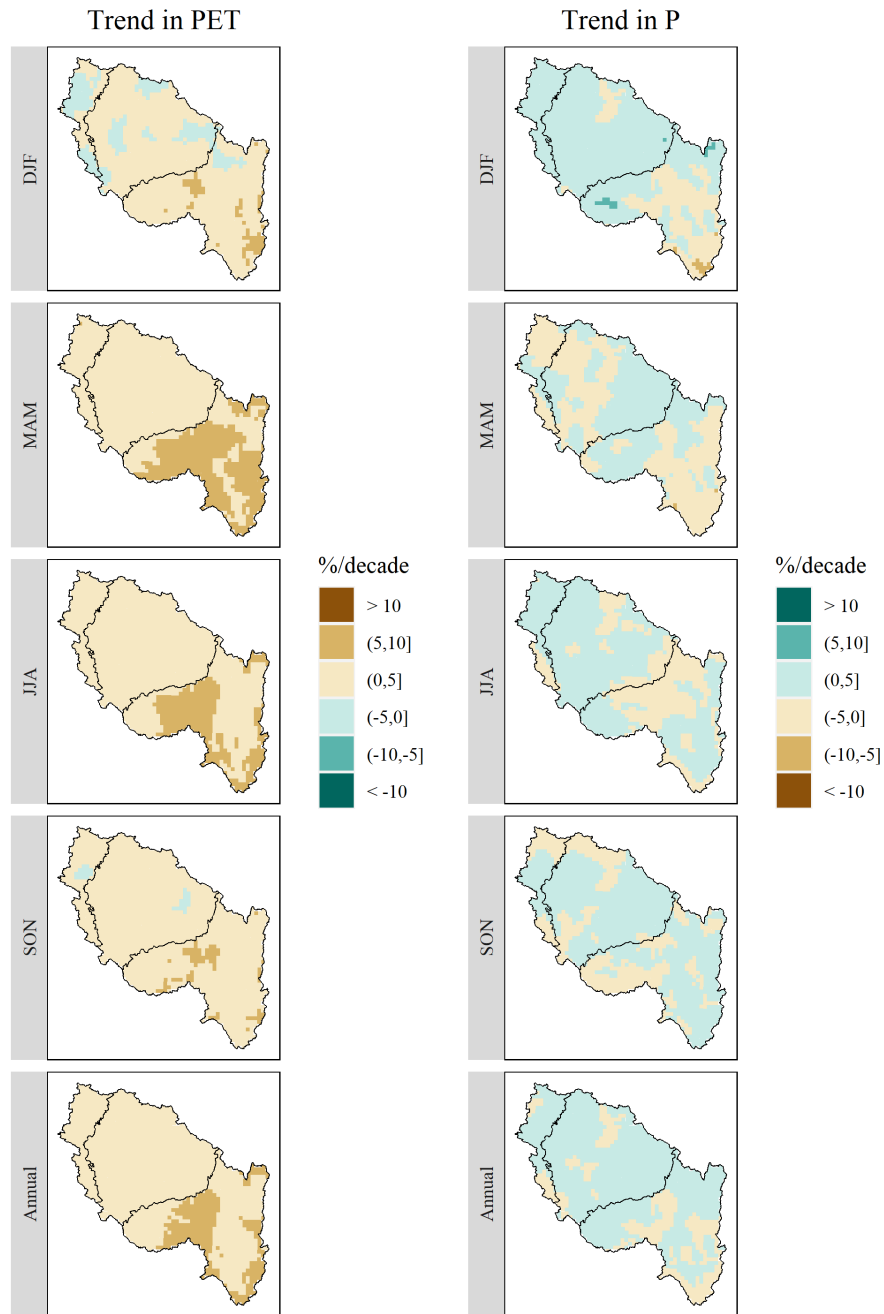 Trend in PET
Trend in P
DJF
DJF
MAM
MAM
%/decade
> 10
(5,10]
(0,5]
(-5,0]
(-10,-5]
< -10
%/decade
> 10
(5,10]
(0,5]
(-5,0]
(-10,-5]
< -10
JJA
JJA
SON
SON
Annual
Annual